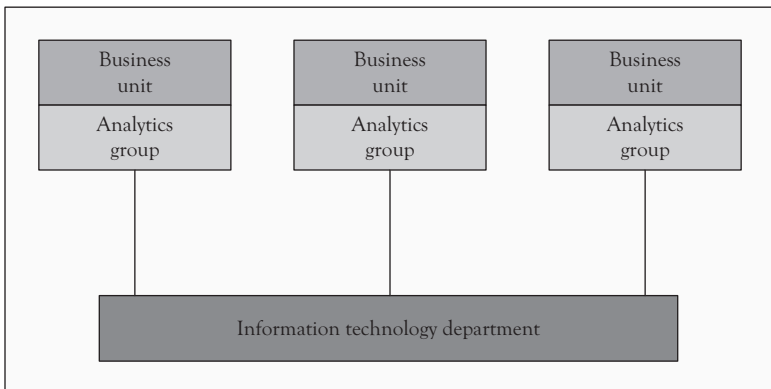 Business
unit
Analytics
group
Business
unit
Analytics
group
Business
unit
Analytics
group
Information technology department